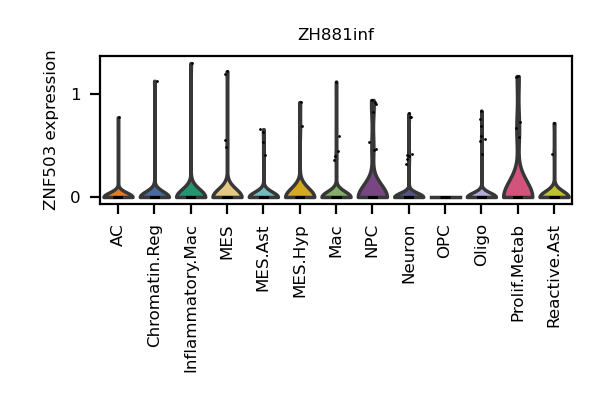 ZH881inf
ZNF503 expression
1
0
AC
Chromatin.Reg
Inflammatory.Mac
MES
MES.Ast
MES.Hyp
Mac
NPC
Neuron
OPC
Oligo
Prolif.Metab
Reactive.Ast